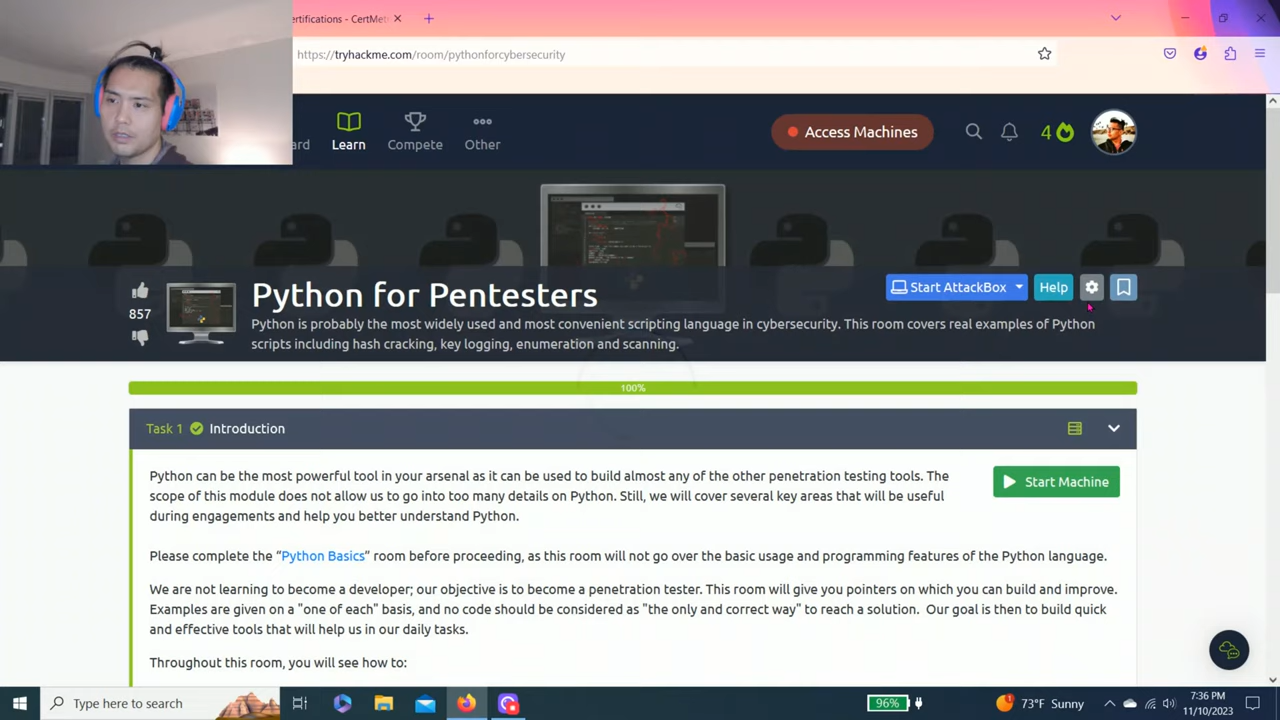 ertifications - CertMet
https://tryhackme.com/room/pythonforcybersecurity
ard
Learn
Compete
Other
Access Machines
4
857
Python for Pentesters
Start AttackBox
Help
Python is probably the most widely used and most convenient scripting language in cybersecurity. This room covers real examples of Python
scripts including hash cracking, key logging, enumeration and scanning.
100%
Task 1 Introduction
Python can be the most powerful tool in your arsenal as it can be used to build almost any of the other penetration testing tools. The
scope of this module does not allow us to go into too many details on Python. Still, we will cover several key areas that will be useful
during engagements and help you better understand Python.
Start Machine
Please complete the “Python Basics” room before proceeding, as this room will not go over the basic usage and programming features of the Python language.
We are not learning to become a developer; our objective is to become a penetration tester. This room will give you pointers on which you can build and improve.
Examples are given on a "one of each" basis, and no code should be considered as "the only and correct way" to reach a solution.  Our goal is then to build quick
and effective tools that will help us in our daily tasks.
Throughout this room, you will see how to:
Type here to search
96%
1
73°F Sunny
7:36 PM
11/10/2023